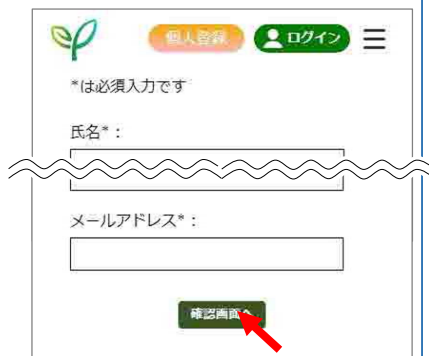 個人登録 ログイン
*は必須入力です
氏名*：
メールアドレス*：
確認画面へ